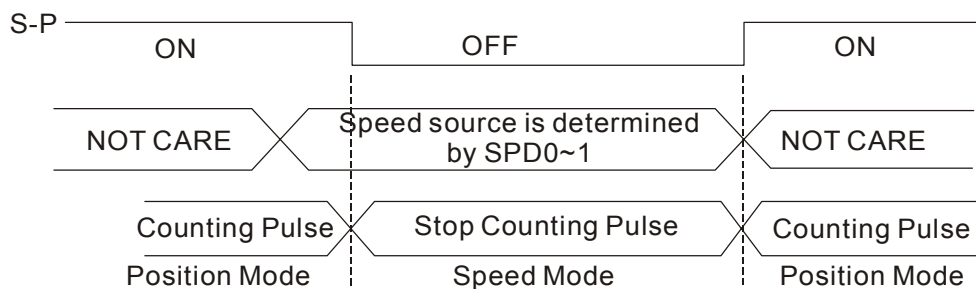 S-P
ON OFF ON
NOT CARE Speed source is determined by SPD0~1 NOT CARE
Counting Pulse Stop Counting Pulse Counting Pulse
Position Mode Speed Mode Position Mode